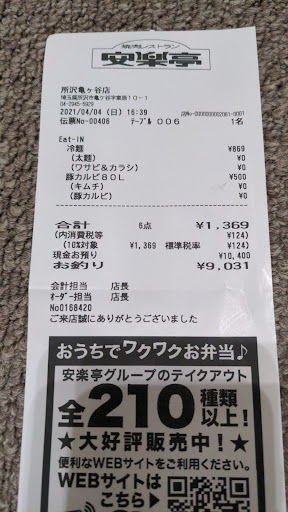 焼肉レストラン
安楽亭
所沢亀ヶ谷店
埼玉県所沢市亀ケ谷字東原10-1
04-2945-5929
2021/04/04 (日) 16:39
伝票No-00406 ﾃｰﾌﾞﾙ 006 1名
Eat-IN
冷麺 ¥869
(太麺) ¥0
(ワサビ&カラシ) ¥0
豚カルビ80L ¥500
(キムチ) ¥0
(豚カルビ) ¥0
合計 6点 ¥1,369
(内消費税等 ¥124)
(10%対象 ¥1,369 標準税率 ¥124)
現金お預り ¥10,400
お釣り ¥9,031
会計担当 店長
ｵｰﾀﾞｰ担当 店長
No0168420
ご来店誠にありがとうございました
おうちでワクワクお弁当♪
安楽亭グループのテイクアウト
全210種類以上!
★大好評販売中!★
便利なWEBサイトをご利用ください。
WEBサイトは
こちら▶